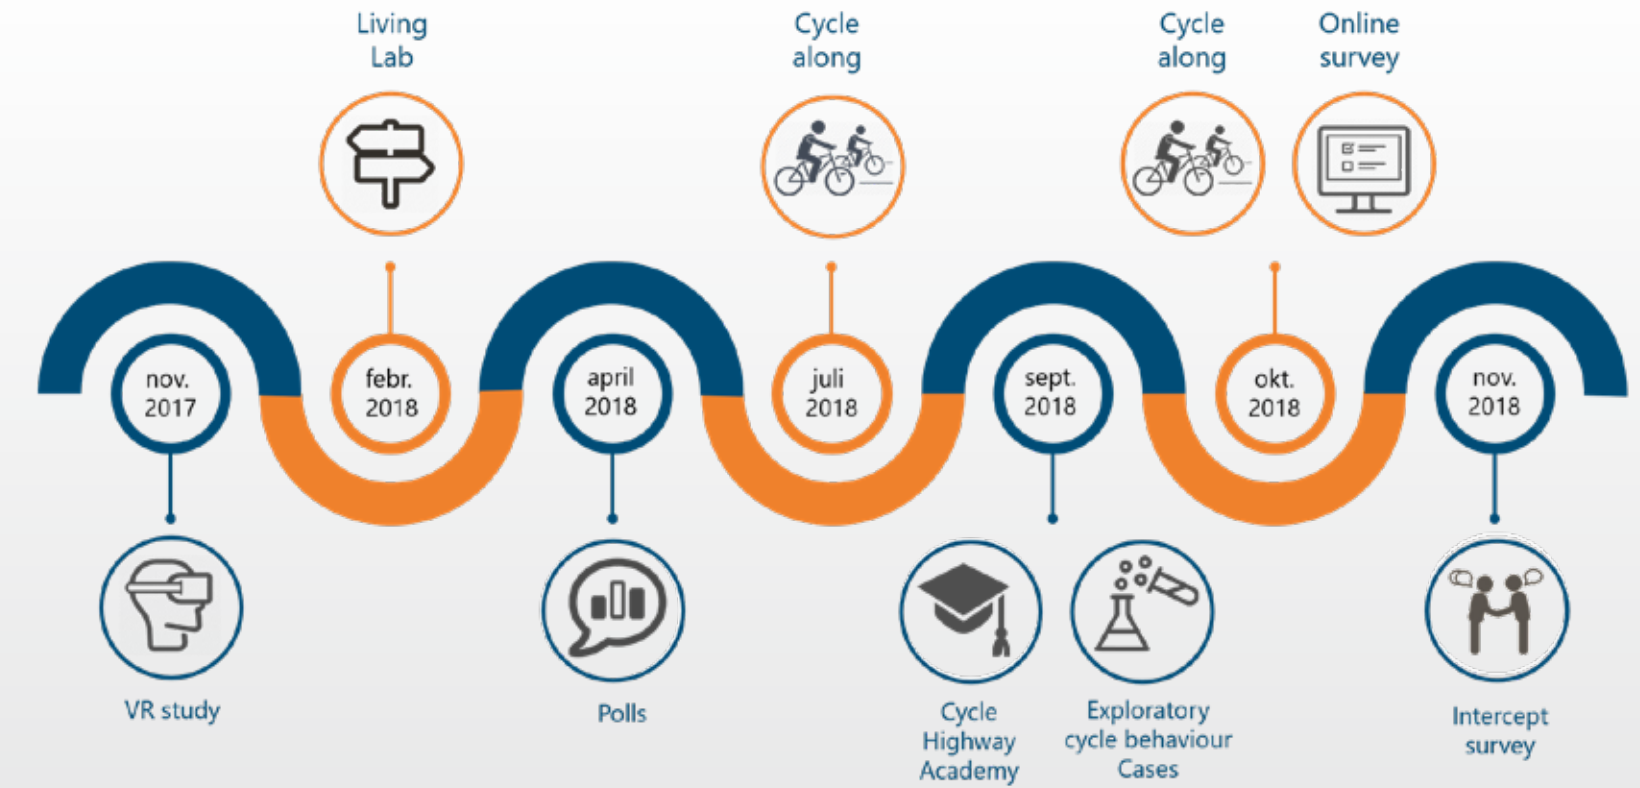 Living
Lab
Cycle
along
Cycle
along
Online
survey
nov.
2017
febr.
2018
april
2018
juli
2018
sept.
2018
okt.
2018
nov.
2018
VR study
Polls
Cycle
Highway
Academy
Exploratory
cycle behaviour
Cases
Intercept
survey